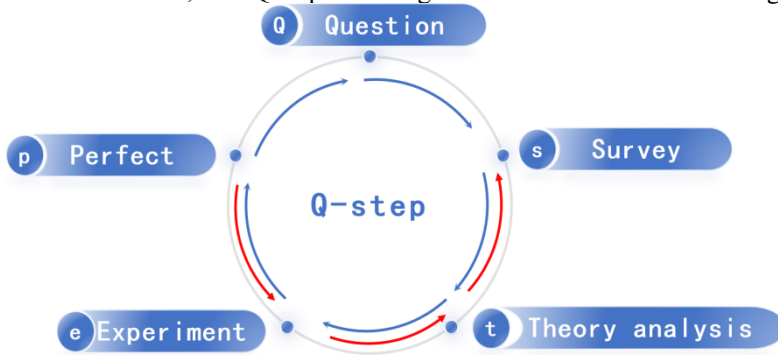 Q Question
p Perfect
s Survey
Q-step
e Experiment
t Theory analysis